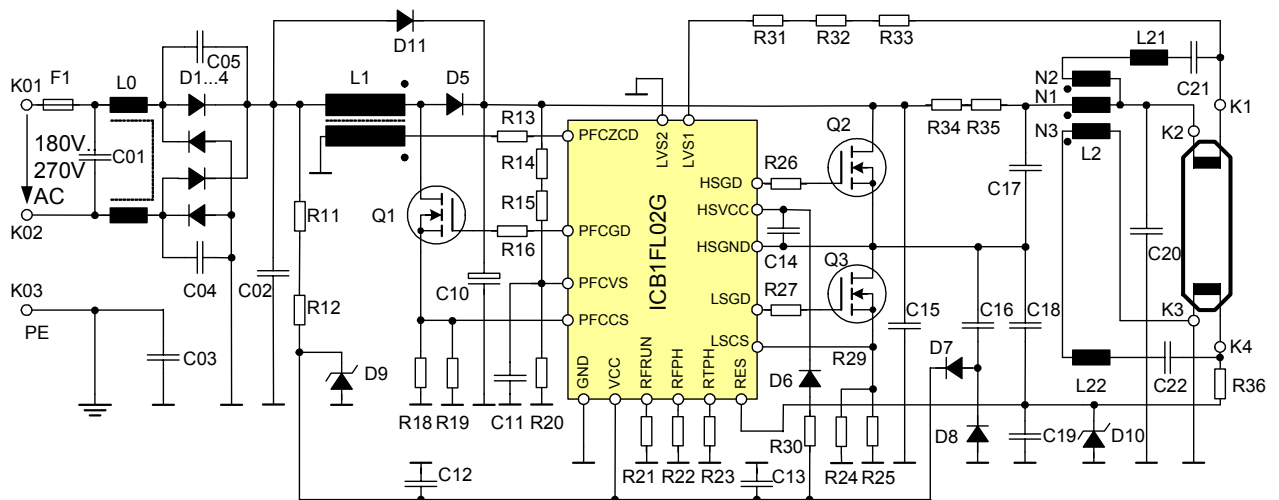 D11
R31 R32 R33
C05
K01 F1 L0 D1...4 L1 D5
L21
C21
N2
N1
N3
L2
K1
K2
R13
R14
R15
R16
R34 R35
180V...
270V
AC
C01
K02
K03
PE
C04
C02
C03
R11
R12
D9
Q1
C10
R18 R19 C11 R20
C12
PFCZCD
PFCGD
PFCVS
PFCCS
LVS2
LVS1
ICB1FL02G
HSGD
HSVCC
HSGND
LSGD
LSCS
GND
VCC
RFRUN
RFPH
RTPH
RES
R21 R22 R23
C13
R26
R27
C14
Q2
Q3
R29
D6
R30
R24 R25
C15
C16
C17
C18
D7
D8
C19
D10
C20
K3
K4
L22
C22
R36